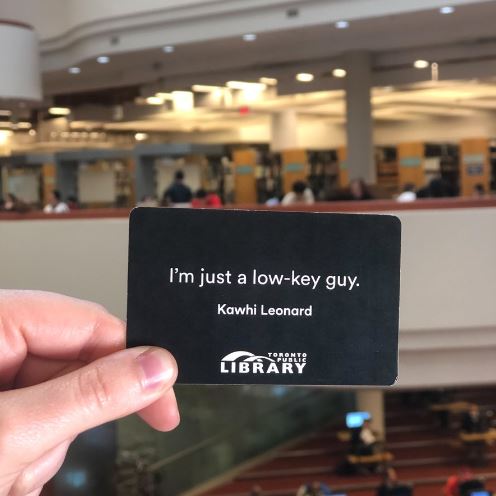 I'm just a low-key guy.
Kawhi Leonard
TORONTO
PUBLIC
LIBRARY